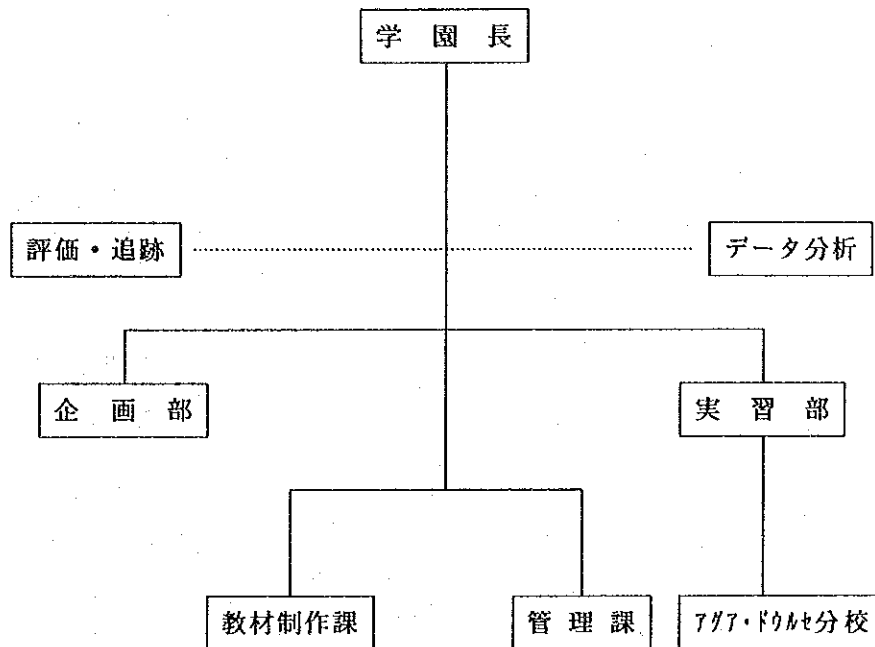 学園長
評価・追跡
データ分析
企画部
実習部
教材制作課
管理課
アグア・ドウルセ分校